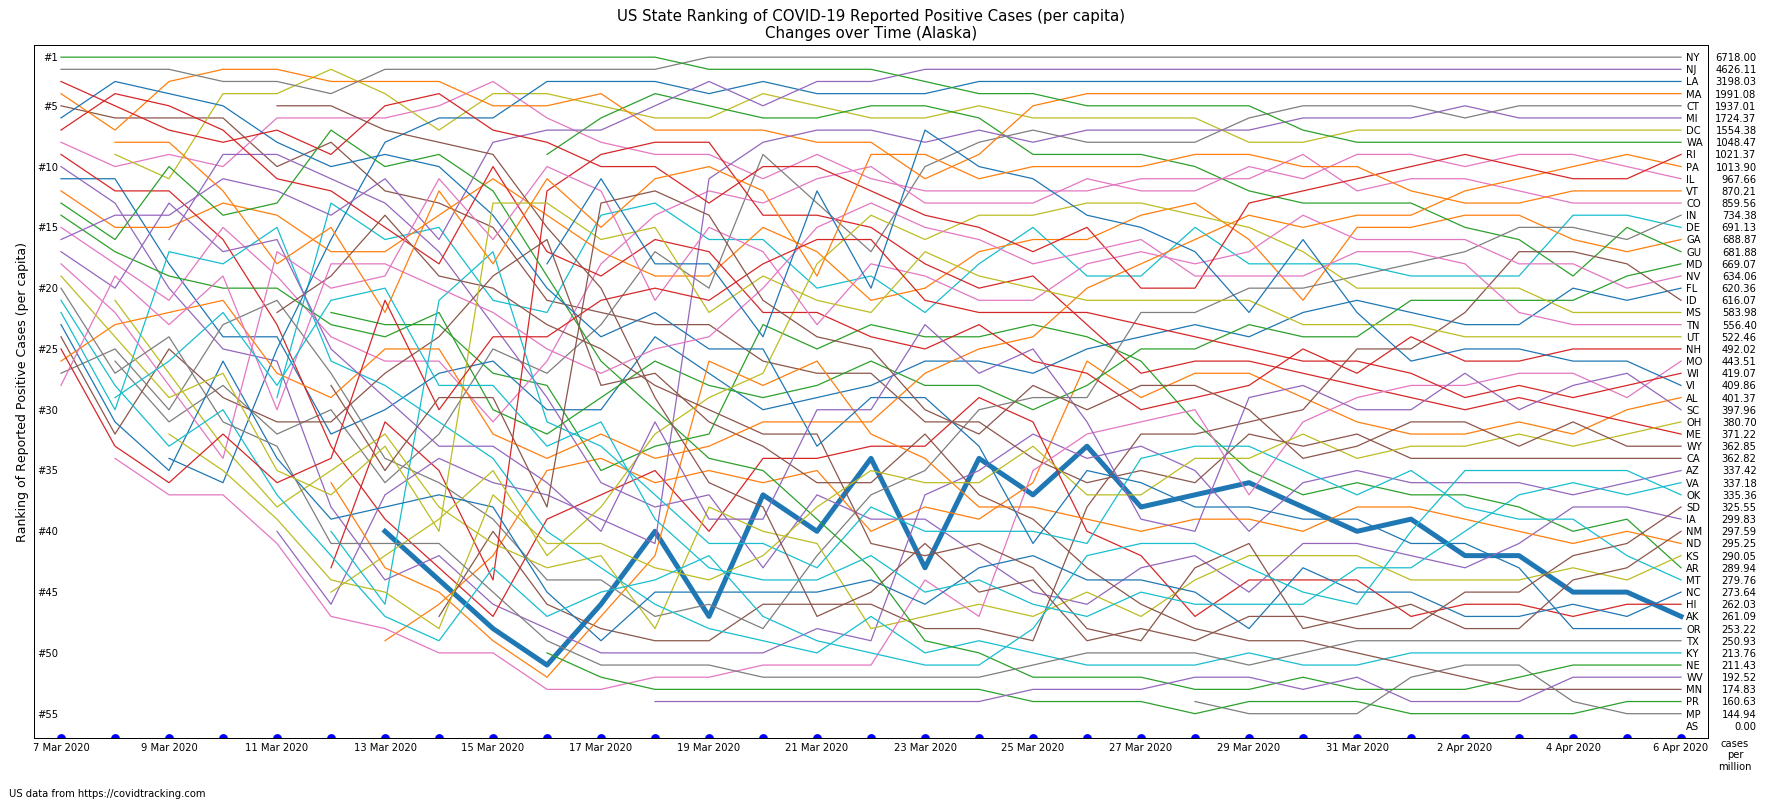 US State Ranking of COVID-19 Reported Positive Cases (per capita)
Changes over Time (Alaska)
Ranking of Reported Positive Cases (per capita)
#1
#5
#10
#15
#20
#25
#30
#35
#40
#45
#50
#55
NY 6718.00
NJ 4626.11
LA 3198.03
MA 1991.08
CT 1937.01
MI 1724.37
DC 1554.38
WA 1048.47
RI 1021.37
PA 1013.90
IL 967.66
VT 870.21
CO 859.56
IN 734.38
DE 691.13
GA 688.87
GU 681.88
MD 669.07
NV 634.06
FL 620.36
ID 616.07
MS 583.98
TN 556.40
UT 522.46
NH 492.02
MO 443.51
WI 419.07
VI 409.86
AL 401.37
SC 397.96
OH 380.70
ME 371.22
WY 362.85
CA 362.82
AZ 337.42
VA 337.18
OK 335.36
SD 325.55
IA 299.83
NM 297.59
ND 295.25
KS 290.05
AR 289.94
MT 279.76
NC 273.64
HI 262.03
AK 261.09
OR 253.22
TX 250.93
KY 213.76
NE 211.43
WV 192.52
MN 174.83
PR 160.63
MP 144.94
AS 0.00
7 Mar 2020 9 Mar 2020 11 Mar 2020 13 Mar 2020 15 Mar 2020 17 Mar 2020 19 Mar 2020 21 Mar 2020 23 Mar 2020 25 Mar 2020 27 Mar 2020 29 Mar 2020 31 Mar 2020 2 Apr 2020 4 Apr 2020 6 Apr 2020
cases
per
million
US data from https://covidtracking.com